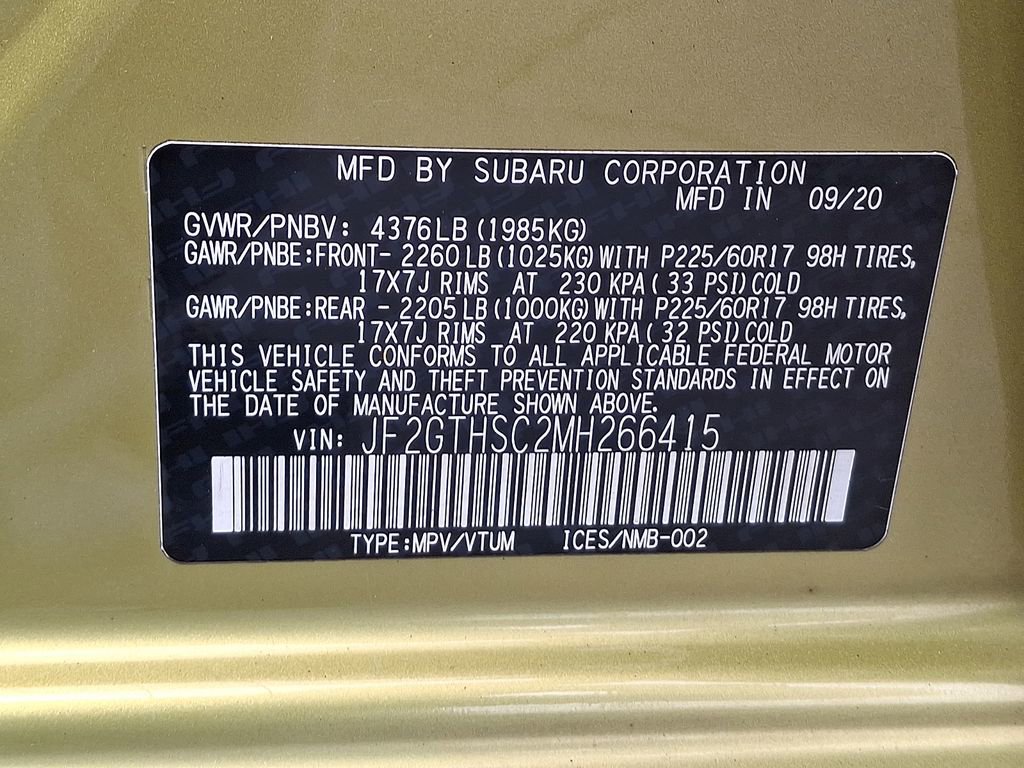 MFD BY SUBARU CORPORATION
MFD IN 09/20
GVWR/PNBV: 4376LB (1985KG)
GAWR/PNBE:FRONT- 2260LB (1025KG) WITH P225/60R17 98H TIRES,
17X7J RIMS AT 230 KPA ( 33 PSI) COLD
GAWR/PNBE:REAR - 2205LB (1000KG) WITH P225/60R17 98H TIRES,
17X7J RIMS AT 220 KPA ( 32 PSI) COLD
THIS VEHICLE CONFORMS TO ALL APPLICABLE FEDERAL MOTOR
VEHICLE SAFETY AND THEFT PREVENTION STANDARDS IN EFFECT ON
THE DATE OF MANUFACTURE SHOWN ABOVE.
VIN: JF2GTHSC2MH266415
TYPE:MPV/VTUM ICES/NMB-002